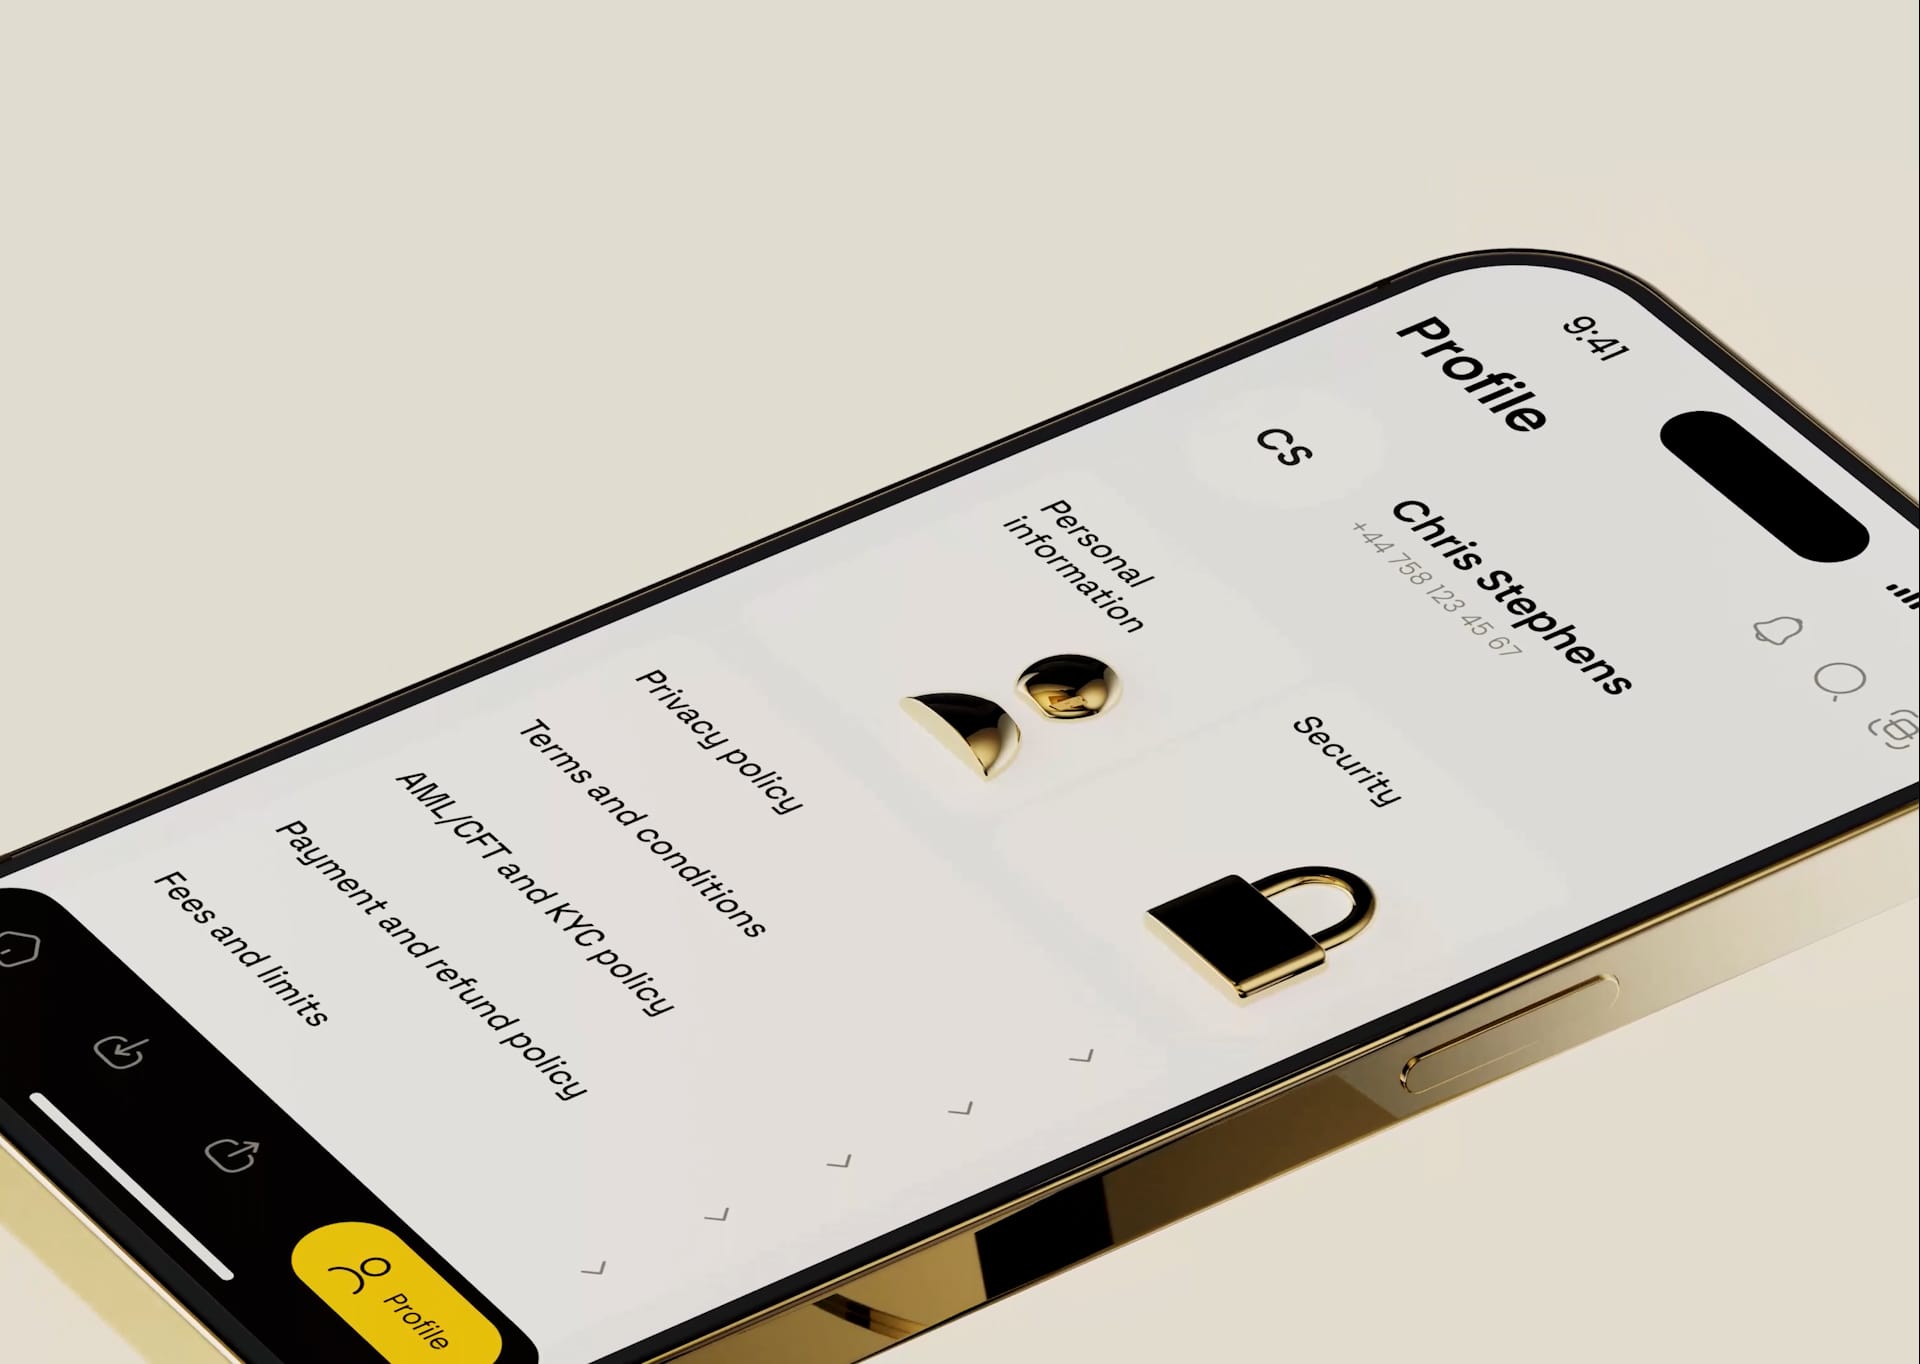 9:41
Profile
CS
Chris Stephens
+44 758 123 45 67
Personal
information
Security
Privacy policy
Terms and conditions
AML/CFT and KYC policy
Payment and refund policy
Fees and limits
Profile